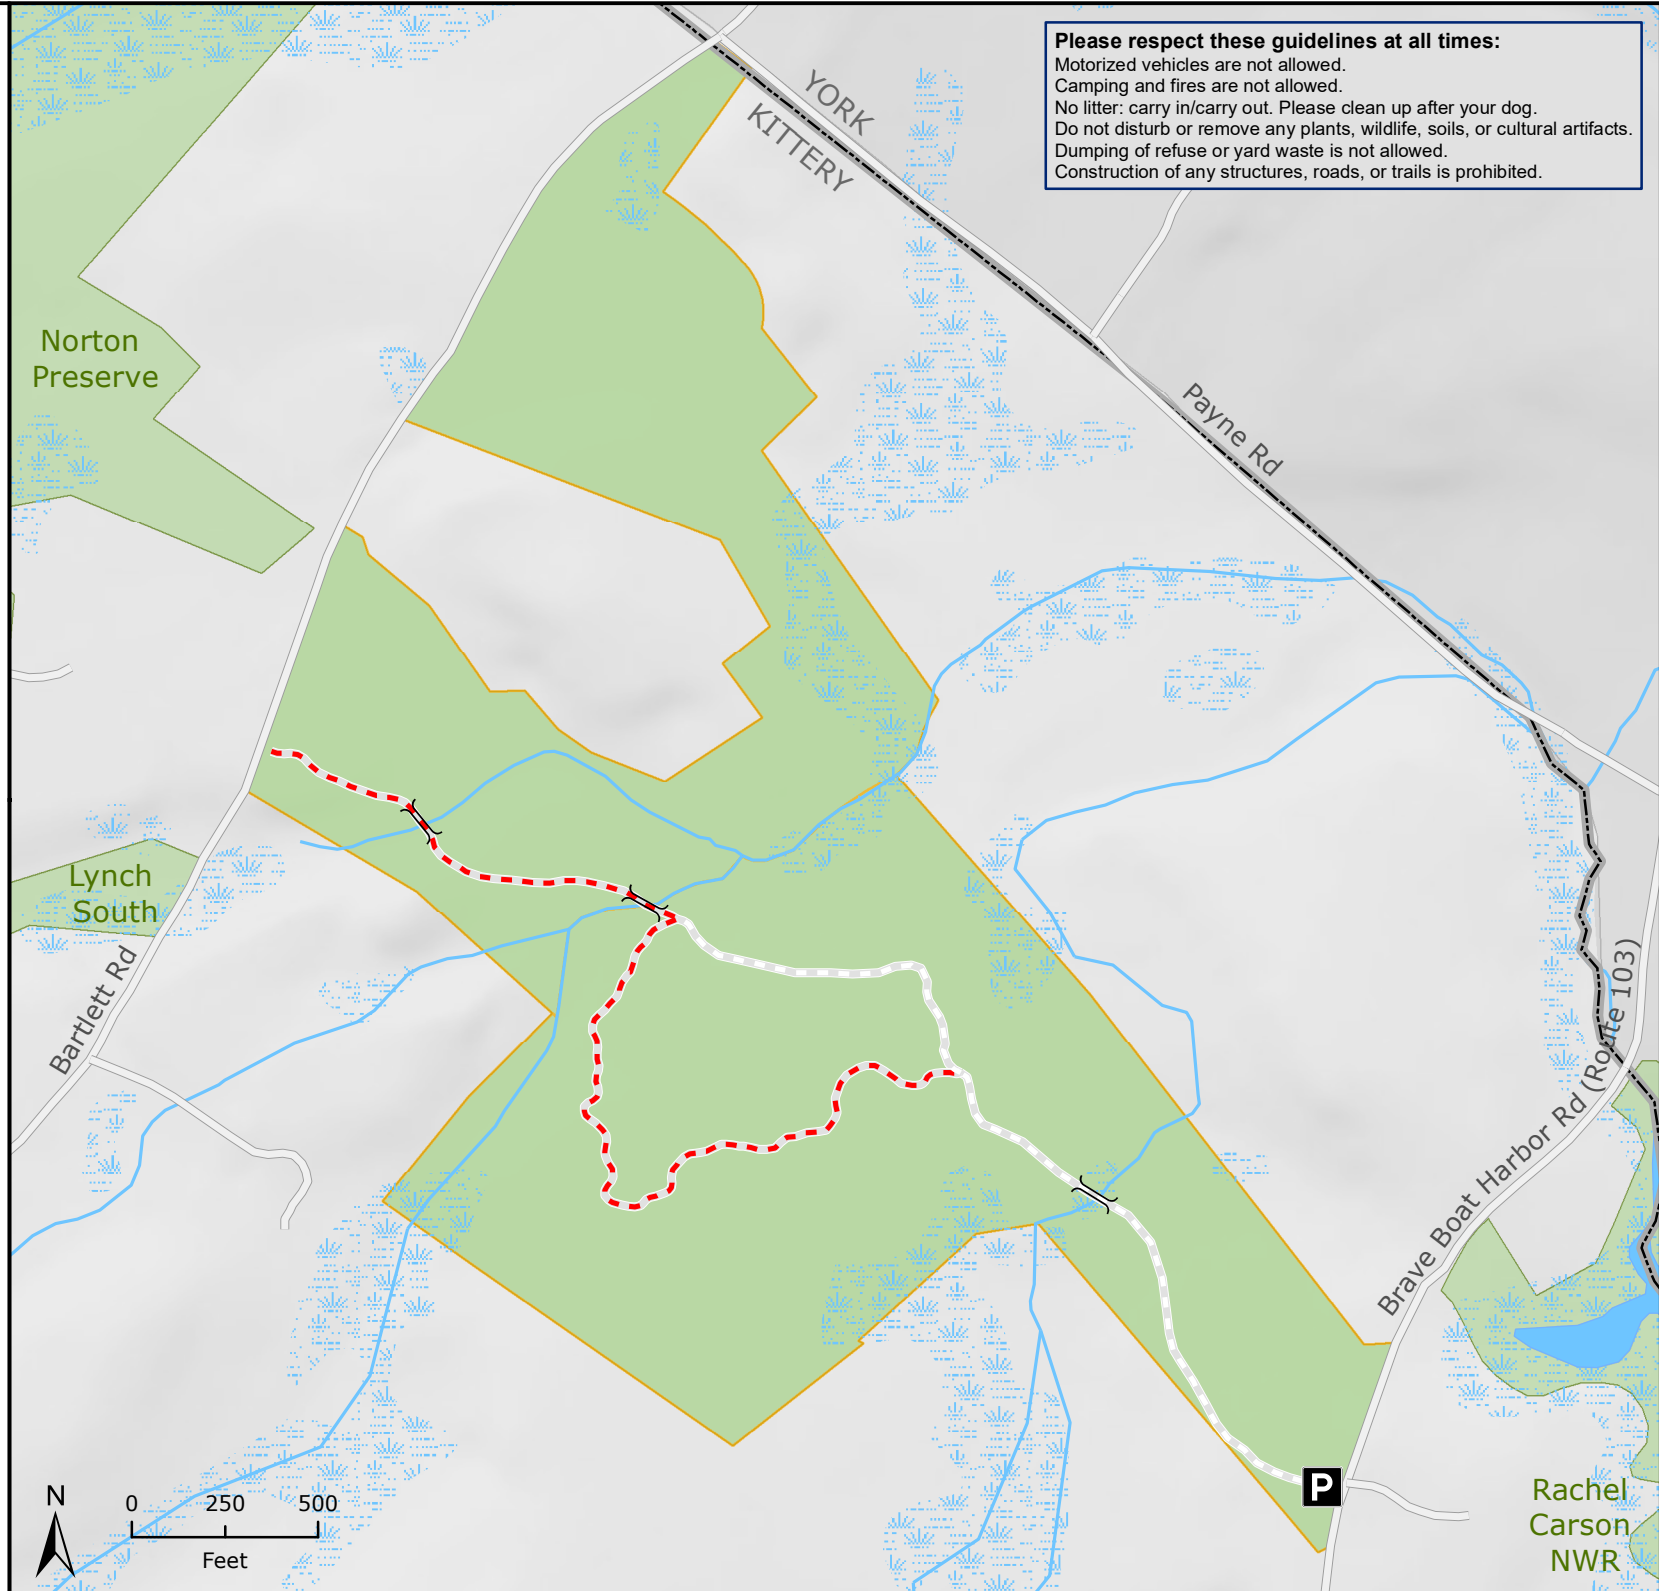 Please respect these guidelines at all times:
Motorized vehicles are not allowed.
Camping and fires are not allowed.
No litter: carry in/carry out. Please clean up after your dog.
Do not disturb or remove any plants, wildlife, soils, or cultural artifacts.
Dumping of refuse or yard waste is not allowed.
Construction of any structures, roads, or trails is prohibited.
YORK
KITTERY
Norton
Preserve
Payne Rd
Lynch
South
Bartlett Rd
Brave Boat Harbor Rd (Route 103)
P
N
0 250 500
Feet
Rachel
Carson
NWR